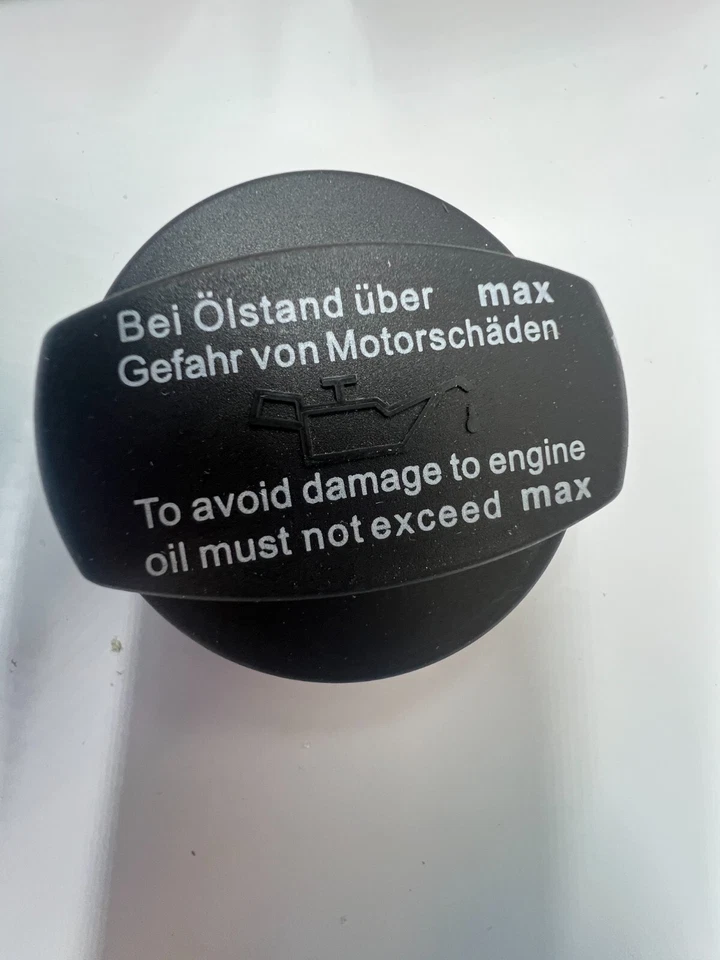 Bei Ölstand über max
Gefahr von Motorschäden
To avoid damage to engine
oil must not exceed max